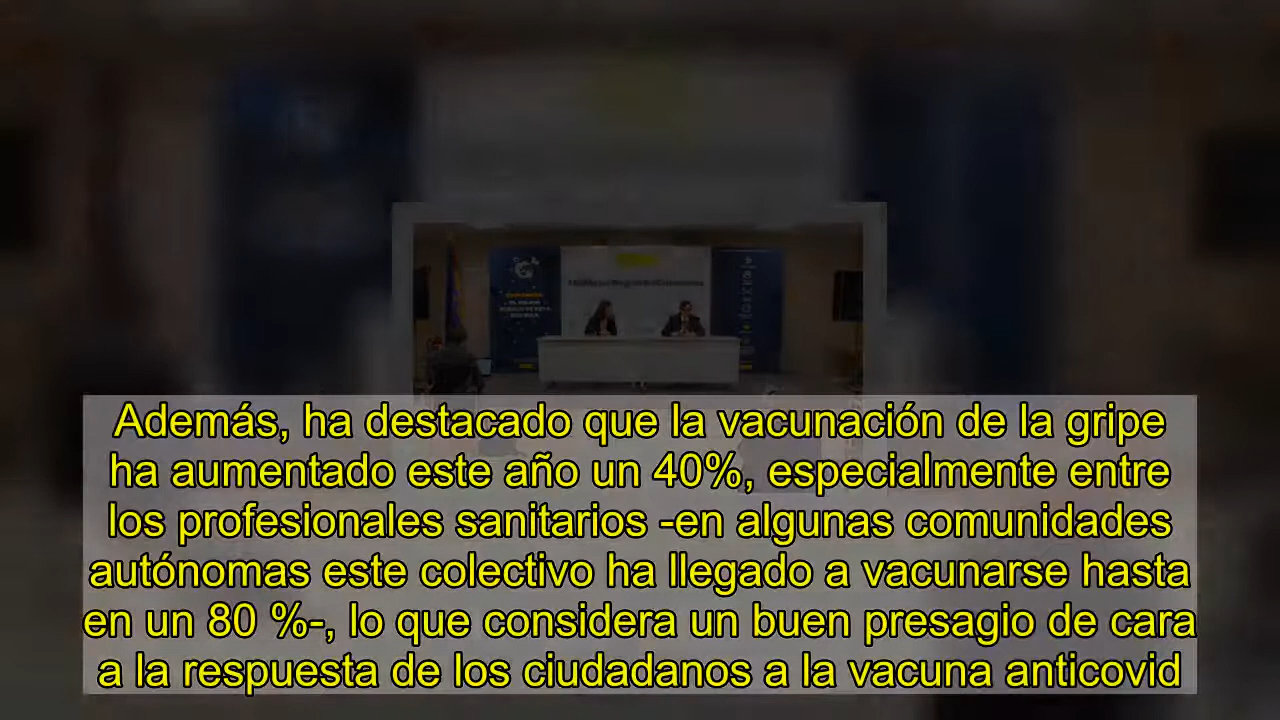 Además, ha destacado que la vacunación de la gripe
ha aumentado este año un 40%, especialmente entre
los profesionales sanitarios -en algunas comunidades
autónomas este colectivo ha llegado a vacunarse hasta
en un 80 %-, lo que considera un buen presagio de cara
a la respuesta de los ciudadanos a la vacuna anticovid